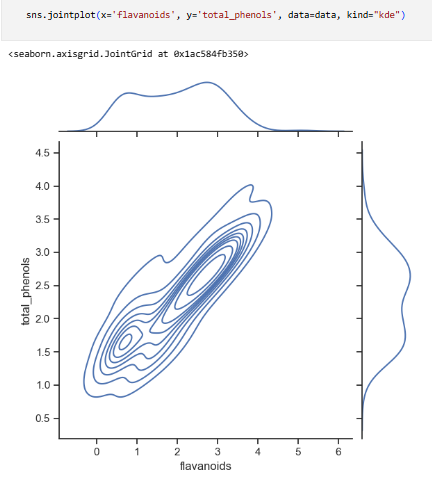 sns.jointplot(x='flavanoids', y='total_phenols', data=data, kind="kde")
<seaborn.axisgrid.JointGrid at 0x1ac584fb350>
4.5
4.0
3.5
3.0
2.5
2.0
1.5
1.0
0.5
total_phenols
0 1 2 3 4 5 6
flavanoids